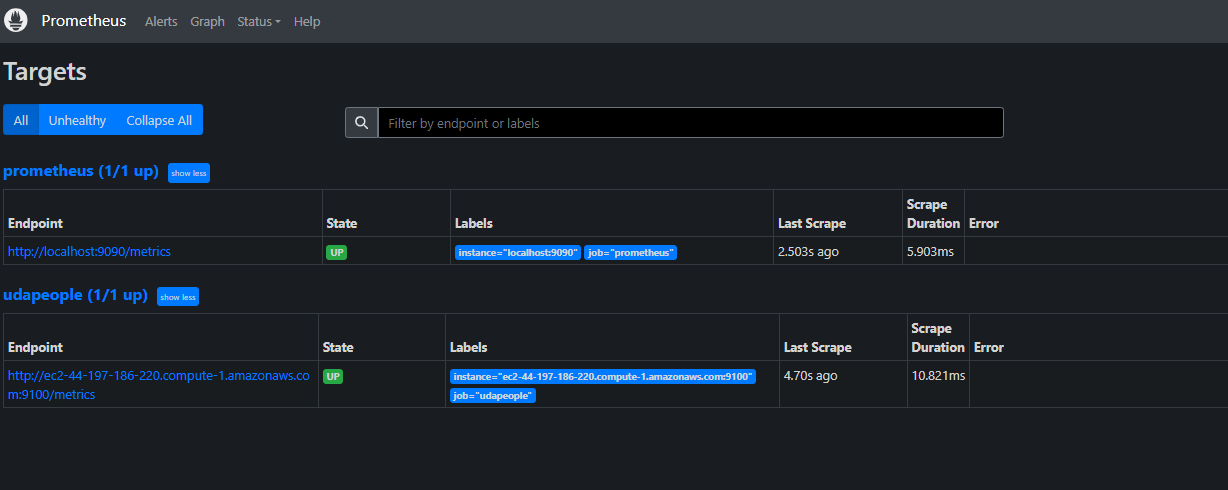 Prometheus Alerts Graph Status Help
Targets
All Unhealthy Collapse All Filter by endpoint or labels
prometheus (1/1 up) show less
Endpoint State Labels Last Scrape Scrape Duration Error
http://localhost:9090/metrics UP instance="localhost:9090" job="prometheus" 2.503s ago 5.903ms
udapeople (1/1 up) show less
Endpoint State Labels Last Scrape Scrape Duration Error
http://ec2-44-197-186-220.compute-1.amazonaws.co UP instance="ec2-44-197-186-220.compute-1.amazonaws.com:9100" 4.70s ago 10.821ms
m:9100/metrics job="udapeople"